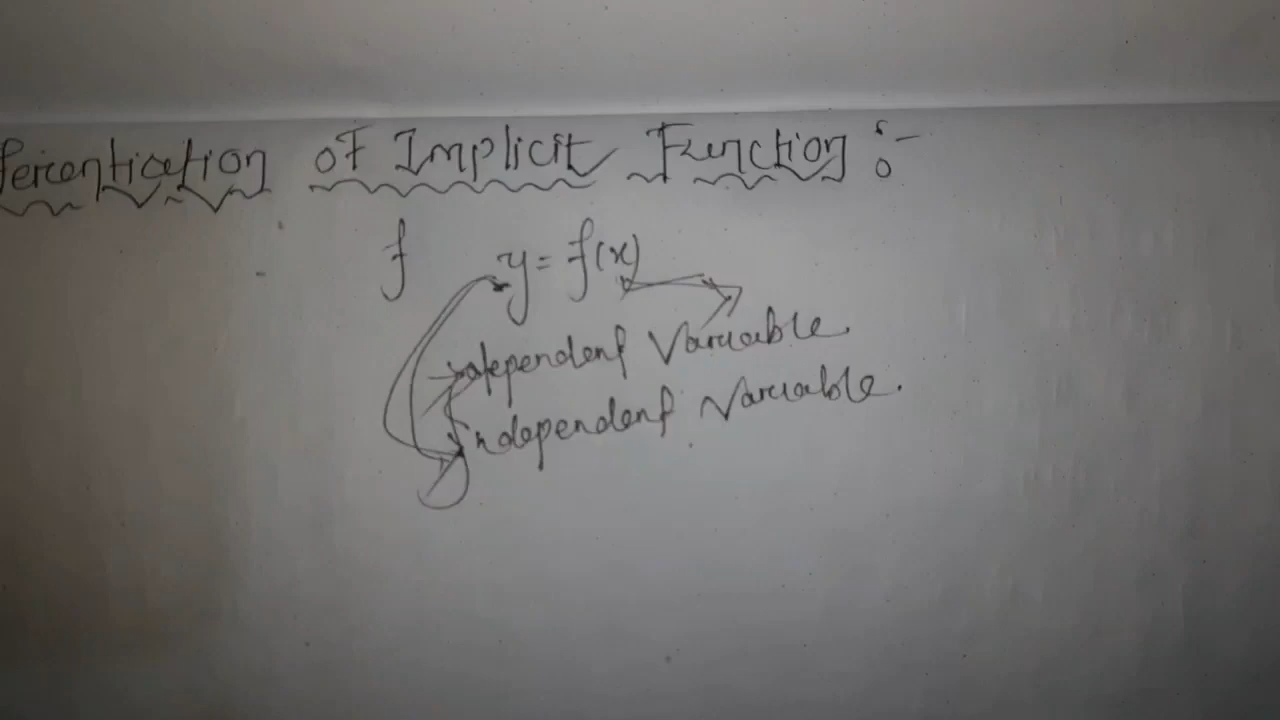 ferentiation of Implicit Function :-
f y = f(x)
dependent Variable.
Independent Variable.